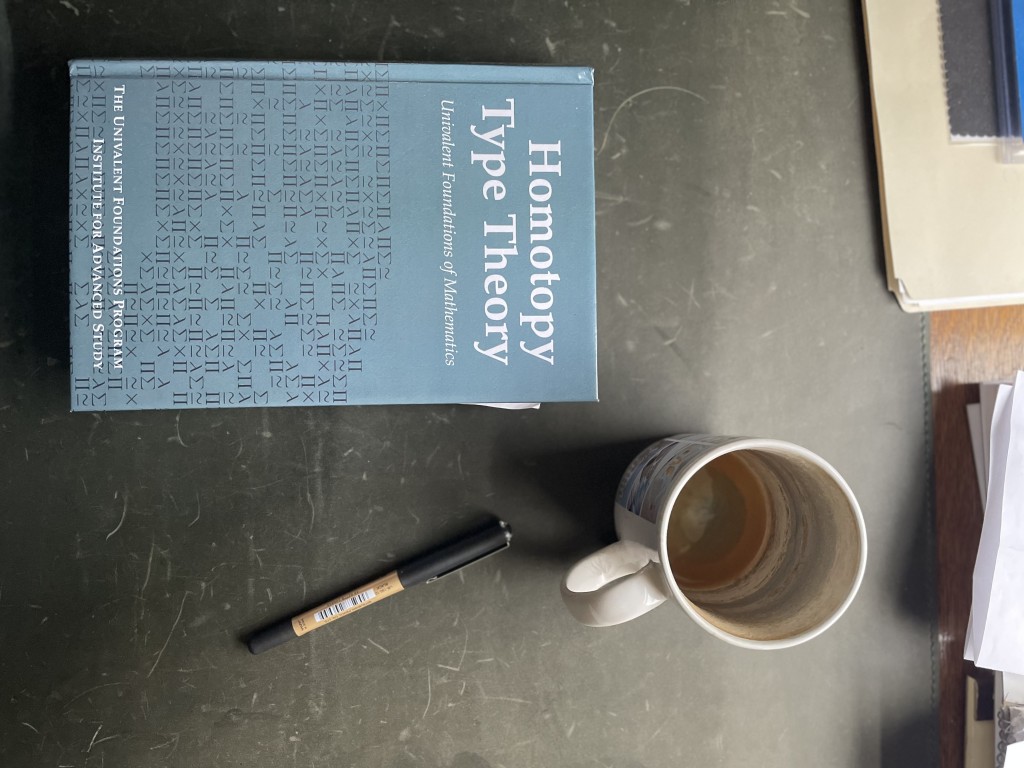 Homotopy
Type Theory
Univalent Foundations of Mathematics
THE UNIVALENT FOUNDATIONS PROGRAM
INSTITUTE FOR ADVANCED STUDY